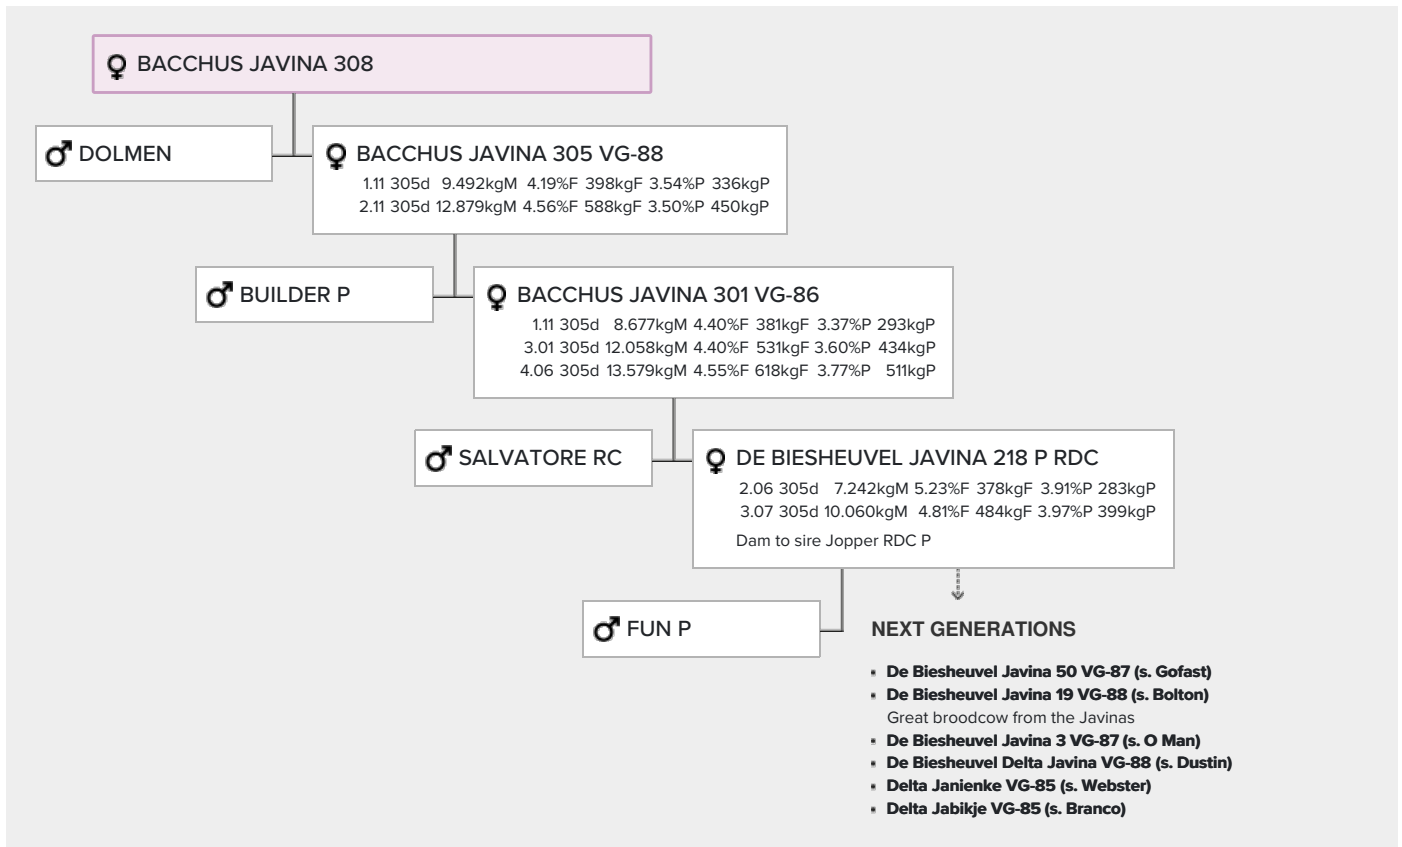 BACCHUS JAVINA 308
DOLMEN
BACCHUS JAVINA 305 VG-88
1.11 305d 9.492kgM 4.19%F 398kgF 3.54%P 336kgP
2.11 305d 12.879kgM 4.56%F 588kgF 3.50%P 450kgP
BUILDER P
BACCHUS JAVINA 301 VG-86
1.11 305d 8.677kgM 4.40%F 381kgF 3.37%P 293kgP
3.01 305d 12.058kgM 4.40%F 531kgF 3.60%P 434kgP
4.06 305d 13.579kgM 4.55%F 618kgF 3.77%P 511kgP
SALVATORE RC
DE BIESHEUVEL JAVINA 218 P RDC
2.06 305d 7.242kgM 5.23%F 378kgF 3.91%P 283kgP
3.07 305d 10.060kgM 4.81%F 484kgF 3.97%P 399kgP
Dam to sire Jopper RDC P
FUN P
NEXT GENERATIONS
De Biesheuvel Javina 50 VG-87 (s. Gofast)
De Biesheuvel Javina 19 VG-88 (s. Bolton)
Great broodcow from the Javinas
De Biesheuvel Javina 3 VG-87 (s. O Man)
De Biesheuvel Delta Javina VG-88 (s. Dustin)
Delta Janienke VG-85 (s. Webster)
Delta Jabikje VG-85 (s. Branco)